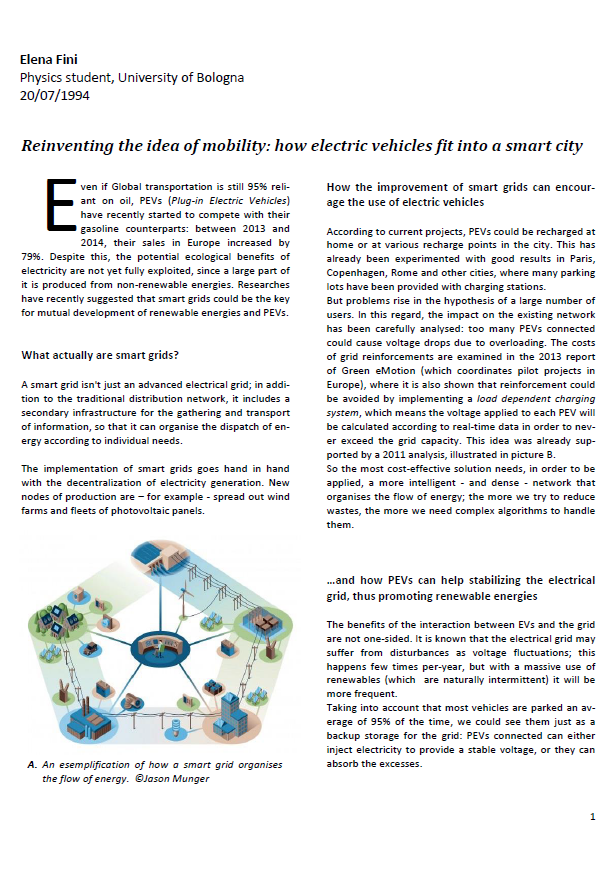 Elena Fini
Physics student, University of Bologna
20/07/1994
Reinventing the idea of mobility: how electric vehicles fit into a smart city
Even if Global transportation is still 95% reli-
ant on oil, PEVs (Plug-in Electric Vehicles)
have recently started to compete with their
gasoline counterparts: between 2013 and
2014, their sales in Europe increased by
79%. Despite this, the potential ecological benefits of
electricity are not yet fully exploited, since a large part of
it is produced from non-renewable energies. Researches
have recently suggested that smart grids could be the key
for mutual development of renewable energies and PEVs.
What actually are smart grids?
A smart grid isn't just an advanced electrical grid; in addi-
tion to the traditional distribution network, it includes a
secondary infrastructure for the gathering and transport
of information, so that it can organise the dispatch of en-
ergy according to individual needs.
The implementation of smart grids goes hand in hand
with the decentralization of electricity generation. New
nodes of production are – for example - spread out wind
farms and fleets of photovoltaic panels.
A. An esemplification of how a smart grid organises
the flow of energy. ©Jason Munger
How the improvement of smart grids can encour-
age the use of electric vehicles
According to current projects, PEVs could be recharged at
home or at various recharge points in the city. This has
already been experimented with good results in Paris,
Copenhagen, Rome and other cities, where many parking
lots have been provided with charging stations.
But problems rise in the hypothesis of a large number of
users. In this regard, the impact on the existing network
has been carefully analysed: too many PEVs connected
could cause voltage drops due to overloading. The costs
of grid reinforcements are examined in the 2013 report
of Green eMotion (which coordinates pilot projects in
Europe), where it is also shown that reinforcement could
be avoided by implementing a load dependent charging
system, which means the voltage applied to each PEV will
be calculated according to real-time data in order to nev-
er exceed the grid capacity. This idea was already sup-
ported by a 2011 analysis, illustrated in picture B.
So the most cost-effective solution needs, in order to be
applied, a more intelligent - and dense - network that
organises the flow of energy; the more we try to reduce
wastes, the more we need complex algorithms to handle
them.
...and how PEVs can help stabilizing the electrical
grid, thus promoting renewable energies
The benefits of the interaction between EVs and the grid
are not one-sided. It is known that the electrical grid may
suffer from disturbances as voltage fluctuations; this
happens few times per-year, but with a massive use of
renewables (which are naturally intermittent) it will be
more frequent.
Taking into account that most vehicles are parked an av-
erage of 95% of the time, we could see them just as a
backup storage for the grid: PEVs connected can either
inject electricity to provide a stable voltage, or they can
absorb the excesses.
1